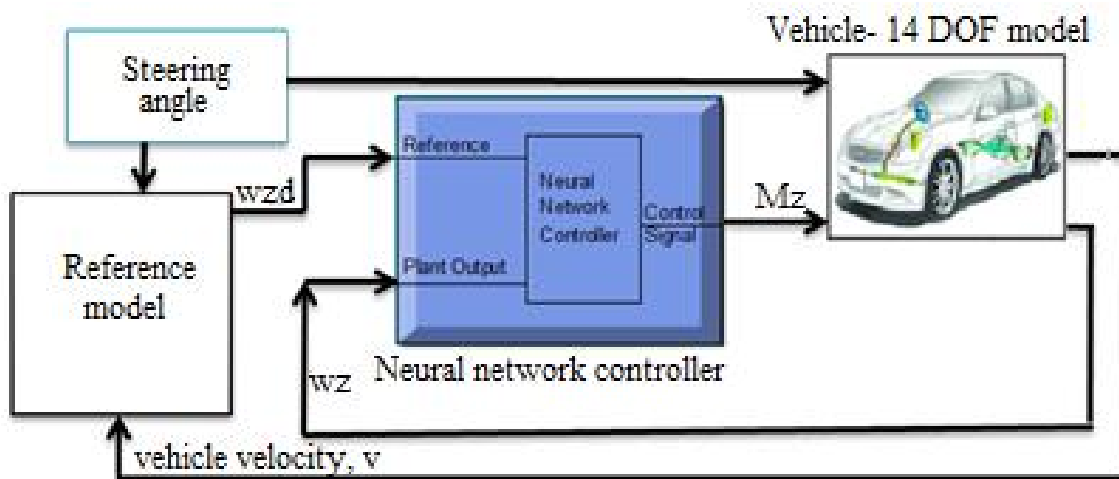 Vehicle- 14 DOF model
Steering
angle
Reference
Neural
Network
Controller
Control
Signal
Plant Output
wzd
Mz
Reference
model
wz
Neural network controller
vehicle velocity, v